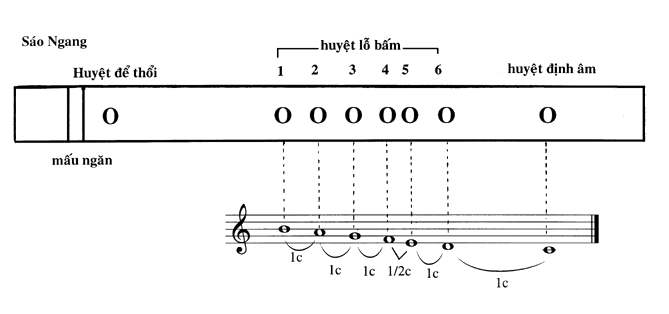 Sáo Ngang
huyệt lỗ bấm
Huyệt để thổi
1 2 3 4 5 6
huyệt định âm
O O O O O O O O
mấu ngăn
1c 1c 1c 1/2c 1c 1c